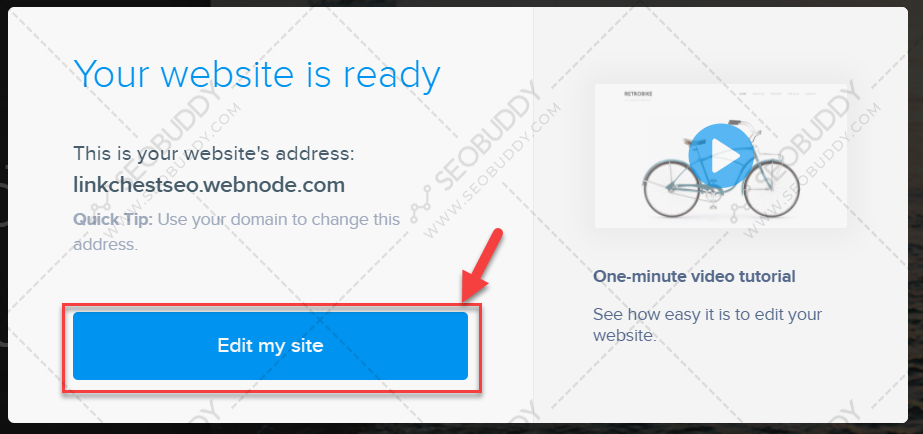 Your website is ready
This is your website's address:
linkchestseo.webnode.com
Quick Tip: Use your domain to change this
address.
Edit my site
RETROBIKE
One-minute video tutorial
See how easy it is to edit your
website.
SEOBUDDY
WWW.SEOBUDDY.COM
SEOBUDDY
WWW.SEOBUDDY.COM
SEOBUDDY
WWW.SEOBUDDY.COM